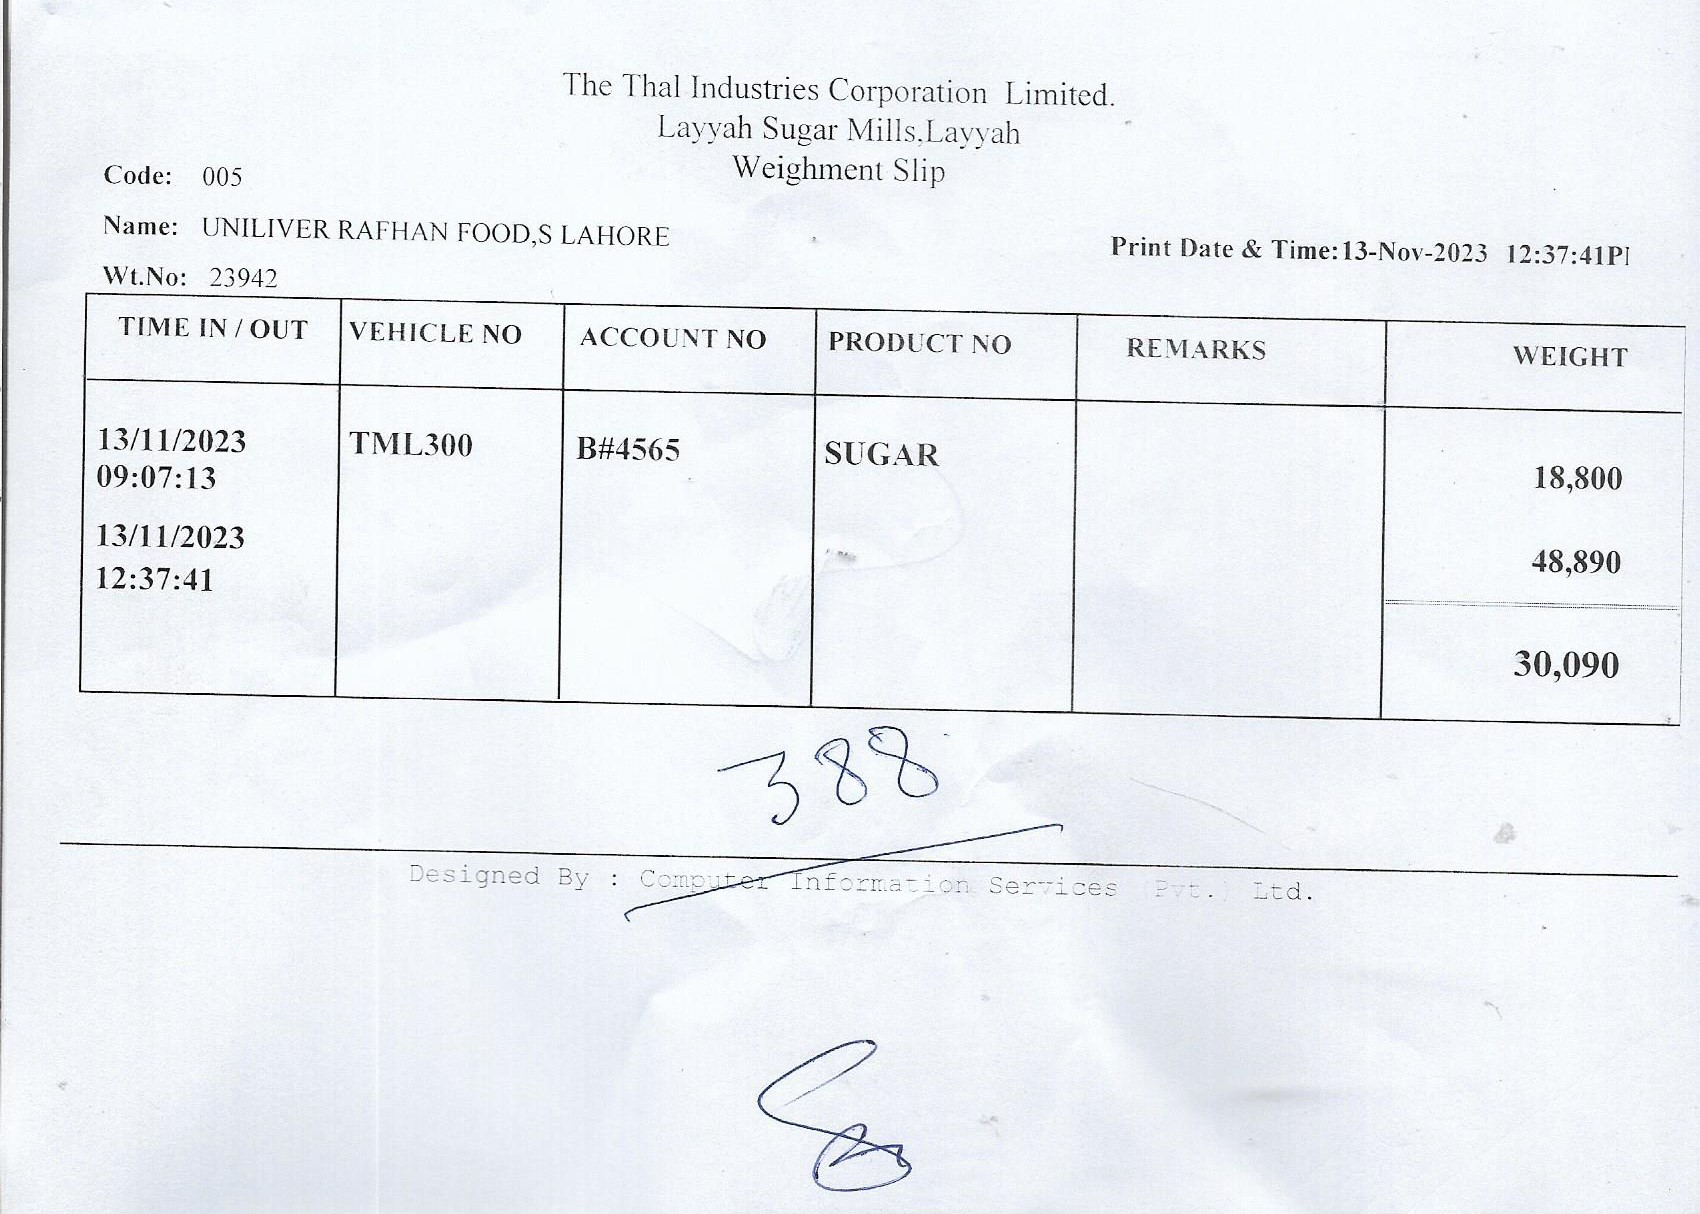 The Thal Industries Corporation Limited.
Layyah Sugar Mills,Layyah
Weighment Slip
Code: 005
Name: UNILIVER RAFHAN FOOD,S LAHORE
Print Date & Time:13-Nov-2023 12:37:41P
Wt.No: 23942
TIME IN / OUT VEHICLE NO ACCOUNT NO PRODUCT NO REMARKS WEIGHT
13/11/2023 TML300 B#4565 SUGAR
09:07:13 18,800
13/11/2023
12:37:41 48,890
30,090
388
Designed By : Computer Information Services Pvt. Ltd.